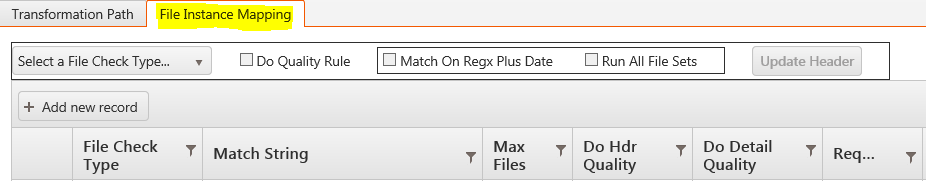 Transformation Path File Instance Mapping
Select a File Check Type... Do Quality Rule Match On Regx Plus Date Run All File Sets Update Header
+ Add new record
File Check Type Match String Max Files Do Hdr Quality Do Detail Quality Req...